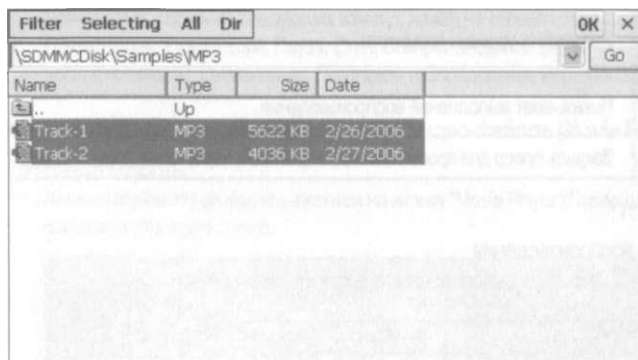 Filter Selecting All Dir OK ×
\SDMMCDisk\Samples\MP3 Go
Name Type Size Date
.. Up
Track-1 MP3 5622 KB 2/26/2006
Track-2 MP3 4036 KB 2/27/2006